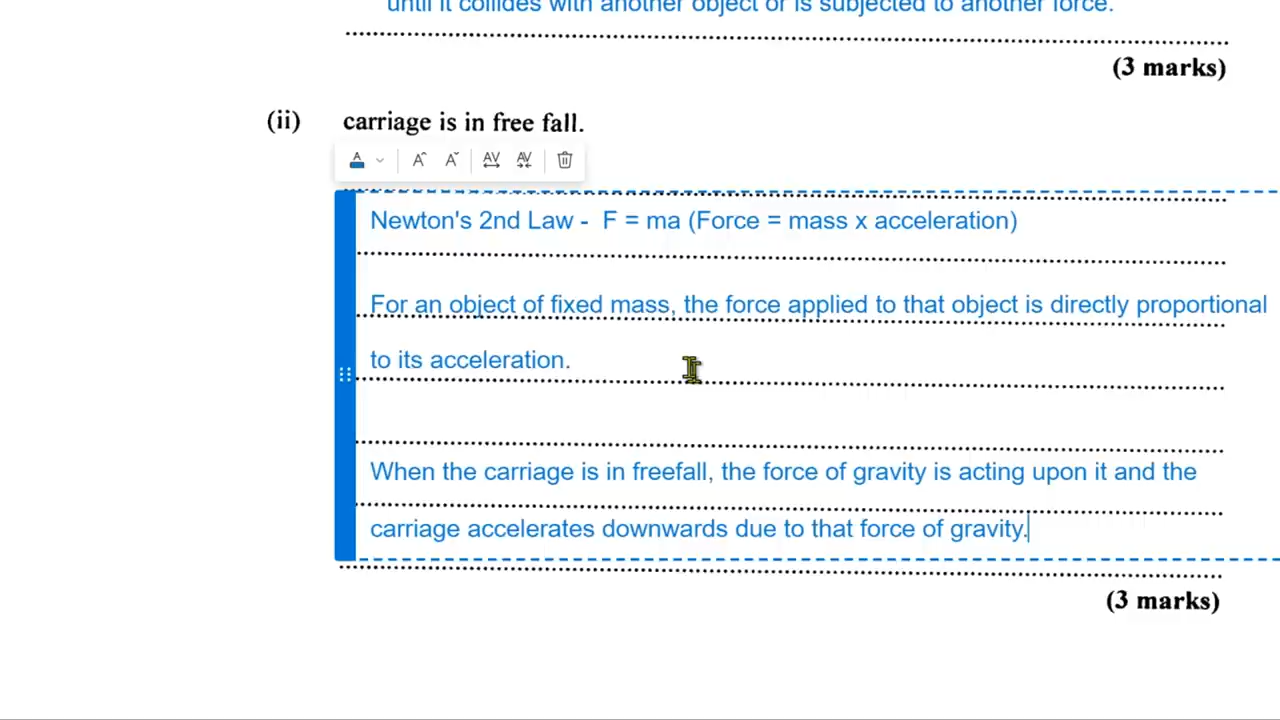 until it collides with another object or is subjected to another force.
(3 marks)
(ii) carriage is in free fall.
Newton's 2nd Law - F = ma (Force = mass x acceleration)
For an object of fixed mass, the force applied to that object is directly proportional
to its acceleration.
When the carriage is in freefall, the force of gravity is acting upon it and the
carriage accelerates downwards due to that force of gravity.
(3 marks)